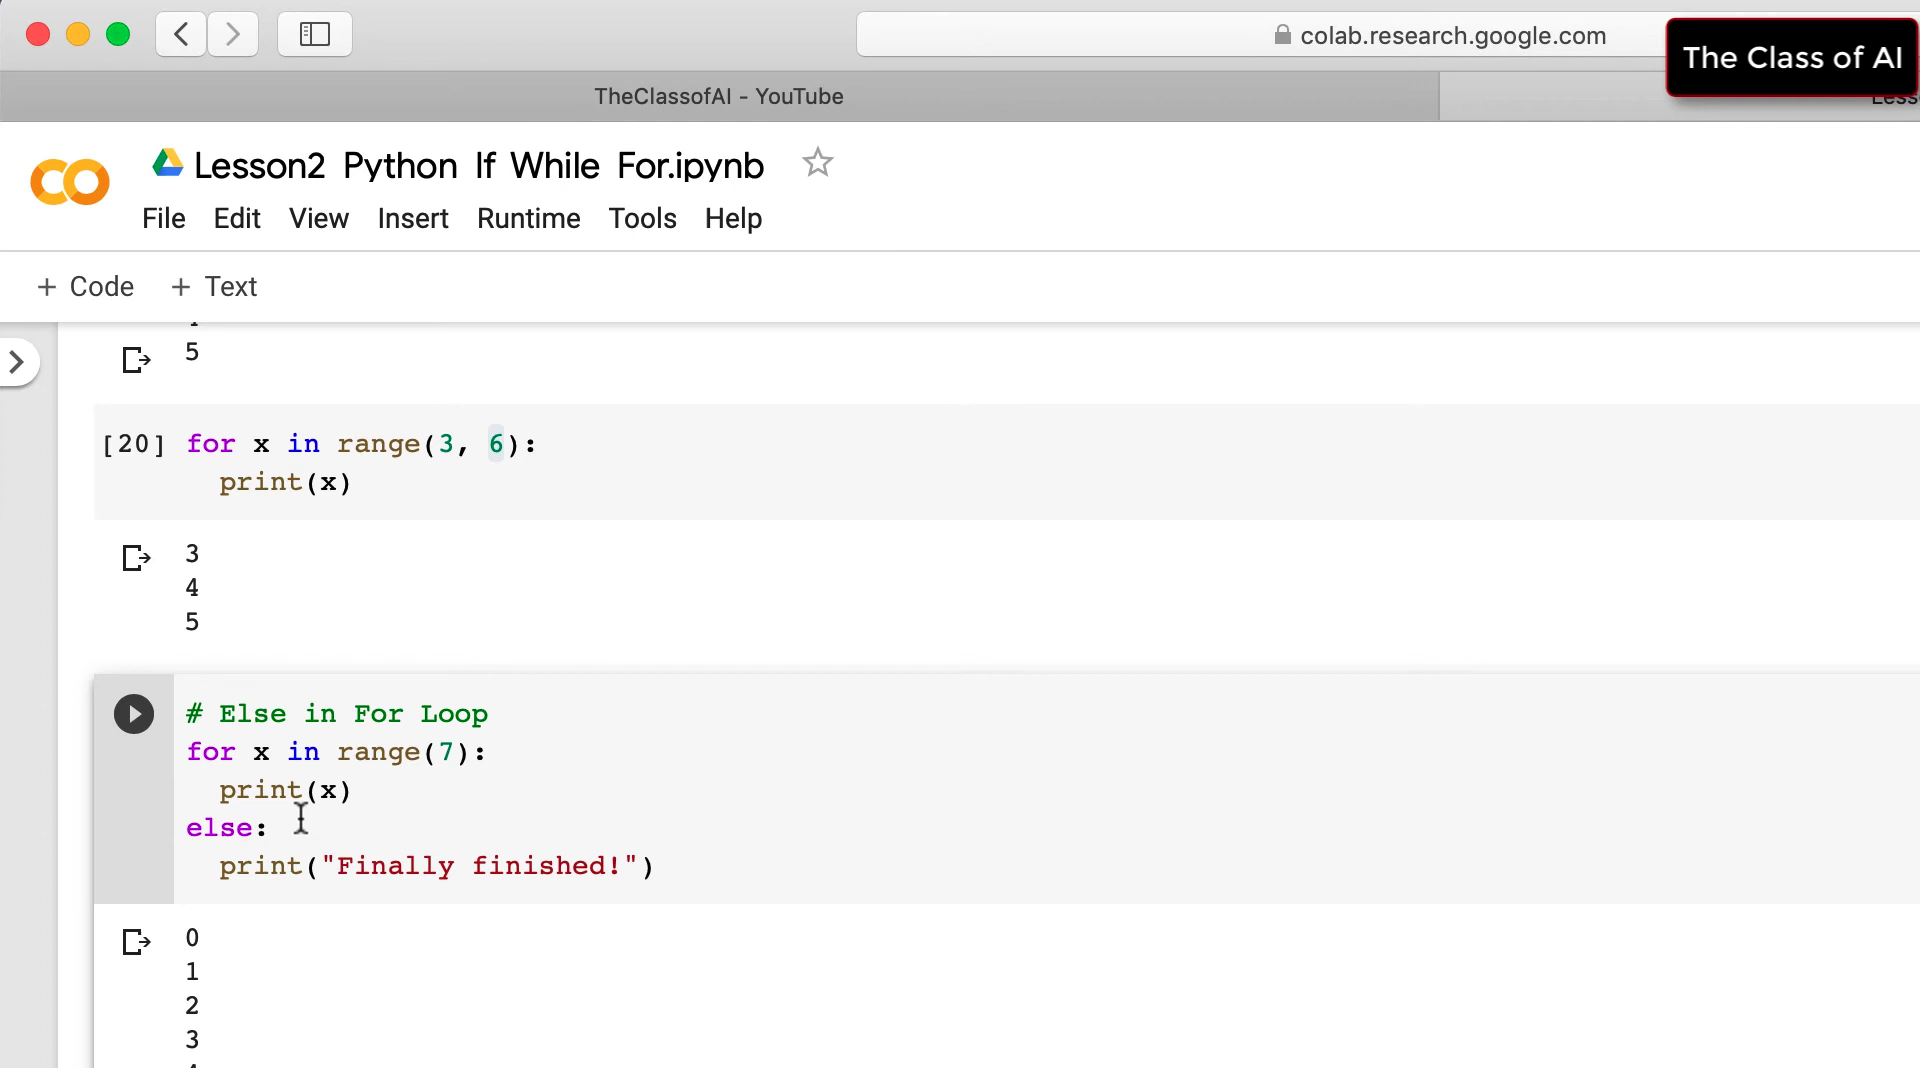 colab.research.google.com
The Class of AI
TheClassofAI - YouTube
Lesson2 Python If While For.ipynb
File Edit View Insert Runtime Tools Help
+ Code + Text
5
[20] for x in range(3, 6):
print(x)
3
4
5
# Else in For Loop
for x in range(7):
print(x)
else:
print("Finally finished!")
0
1
2
3